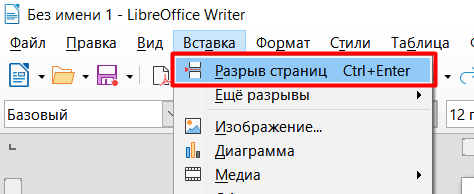 Без имени 1 - LibreOffice Writer
Файл Правка Вид Вставка Формат Стили Таблица
Разрыв страниц Ctrl+Enter
Ещё разрывы
Базовый
12
Изображение...
Диаграмма
Медиа